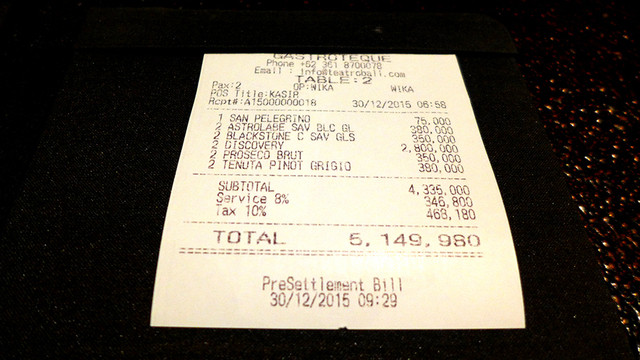 GASTROTEQUE
Phone +62 361 8700078
Email : info@teatrobali.com
TABLE: 2
Pax:2 OP:WIKA WIKA
POS Title:KASIR
Rcpt#:A15000000018 30/12/2015 06:58
1 SAN PELEGRINO 75,000
2 ASTROLABE SAV BLC GL 380,000
2 BLACKSTONE C SAV GLS 350,000
2 DISCOVERY 2,800,000
2 PROSECO BRUT 350,000
2 TENUTA PINOT GRIGIO 380,000
SUBTOTAL 4,335,000
Service 8% 346,800
Tax 10% 468,180
TOTAL 5,149,980
PreSettlement Bill
30/12/2015 09:29